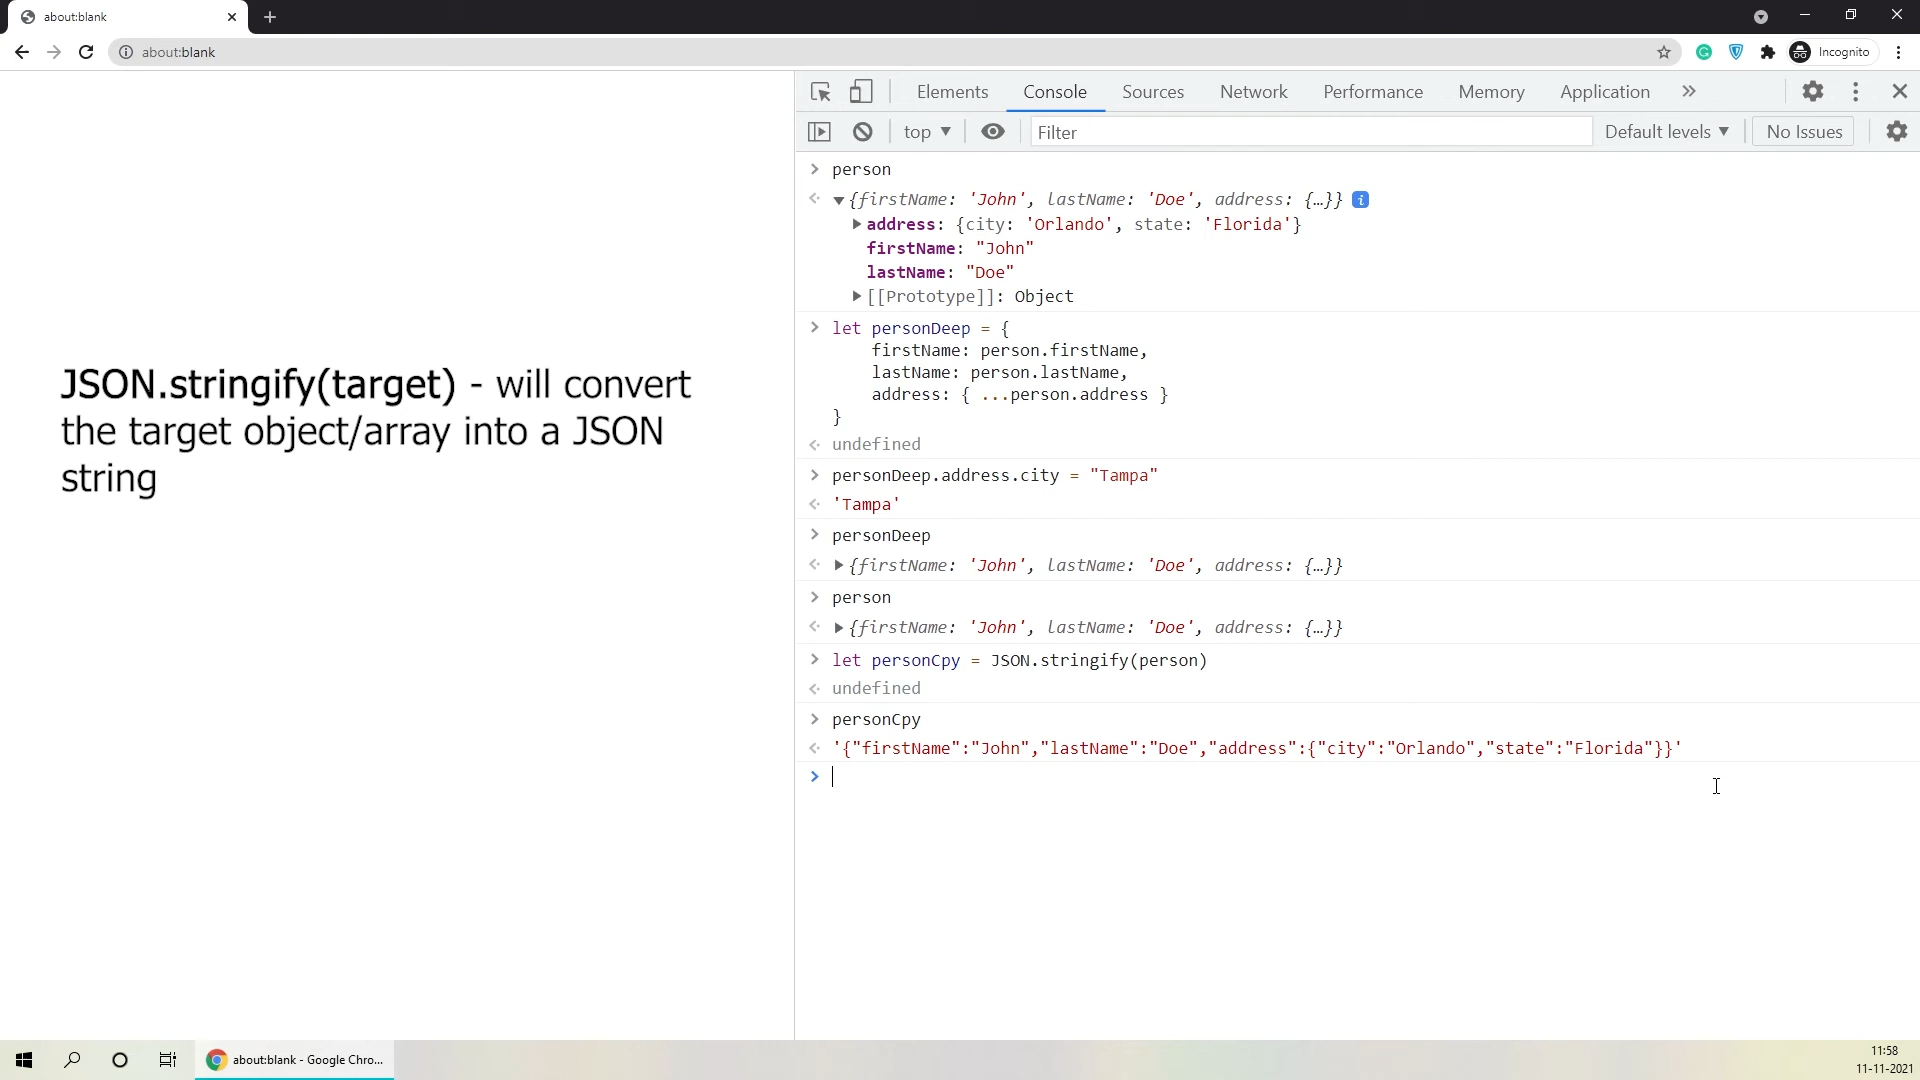 about:blank
about:blank
Incognito
JSON.stringify(target) - will convert
the target object/array into a JSON
string
Elements Console Sources Network Performance Memory Application
top Filter Default levels No Issues
person
{firstName: 'John', lastName: 'Doe', address: {…}}
address: {city: 'Orlando', state: 'Florida'}
firstName: "John"
lastName: "Doe"
[[Prototype]]: Object
let personDeep = {
firstName: person.firstName,
lastName: person.lastName,
address: { ...person.address }
}
undefined
personDeep.address.city = "Tampa"
'Tampa'
personDeep
{firstName: 'John', lastName: 'Doe', address: {…}}
person
{firstName: 'John', lastName: 'Doe', address: {…}}
let personCpy = JSON.stringify(person)
undefined
personCpy
'{"firstName":"John","lastName":"Doe","address":{"city":"Orlando","state":"Florida"}}'
about:blank - Google Chro...
11:58
11-11-2021